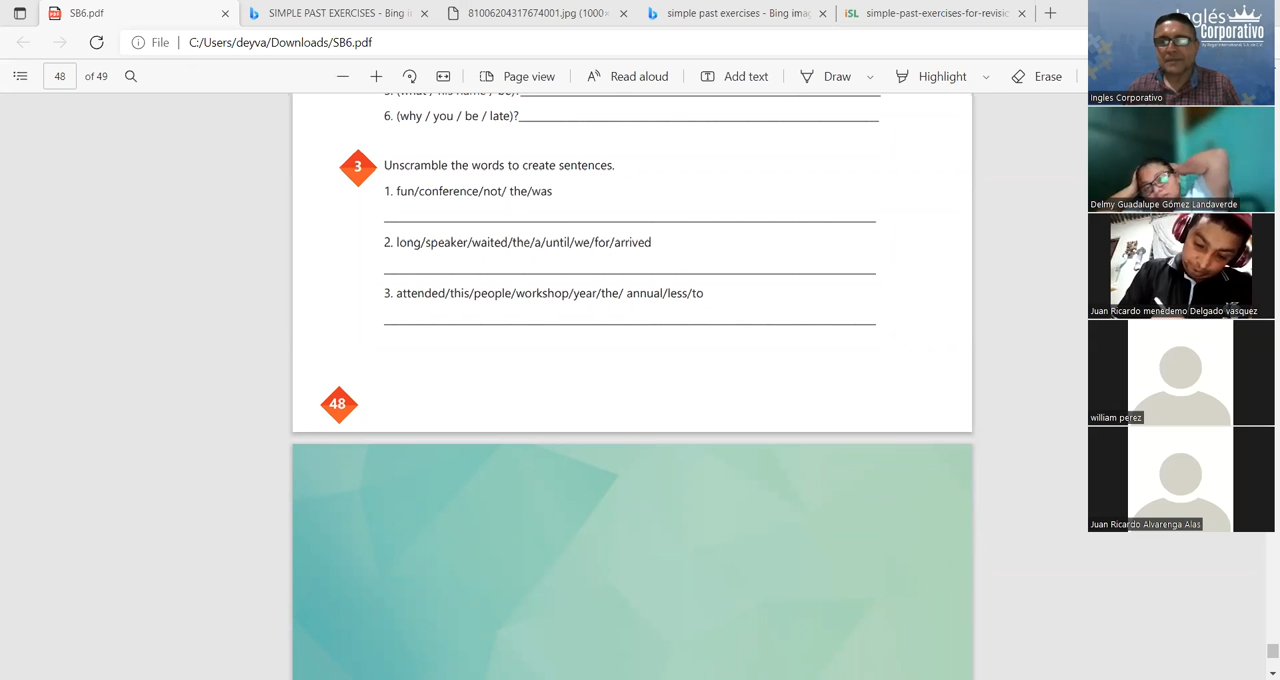 SB6.pdf
SIMPLE PAST EXERCISES - Bing i
81006204317674001.jpg (1000×
simple past exercises - Bing ima
iSL
simple-past-exercises-for-revisio
File
C:/Users/deyva/Downloads/SB6.pdf
48 of 49
Page view
Read aloud
Add text
Draw
Highlight
Erase
6. (why / you / be / late)?
3 Unscramble the words to create sentences.
1. fun/conference/not/ the/was
2. long/speaker/waited/the/a/until/we/for/arrived
3. attended/this/people/workshop/year/the/ annual/less/to
48
Inglés
Corporativo
Ingles Corporativo
Delmy Guadalupe Gómez Landaverde
Juan Ricardo menedemo Delgado vasquez
william perez
Juan Ricardo Alvarenga Alas